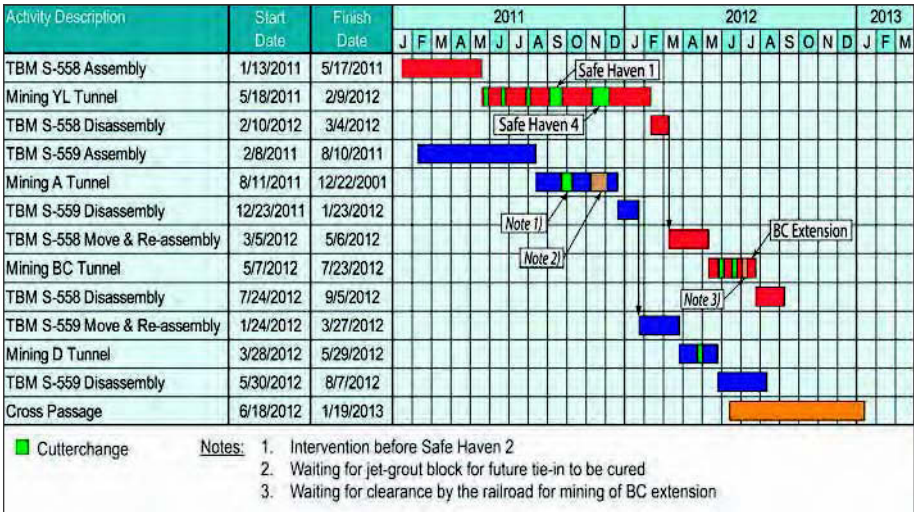 Activity Description Start Date Finish Date 2011 2012 2013
J F M A M J J A S O N D J F M A M J J A S O N D J F M
TBM S-558 Assembly 1/13/2011 5/17/2011
Safe Haven 1
Mining YL Tunnel 5/18/2011 2/9/2012
TBM S-558 Disassembly 2/10/2012 3/4/2012
Safe Haven 4
TBM S-559 Assembly 2/8/2011 8/10/2011
Mining A Tunnel 8/11/2011 12/22/2001
TBM S-559 Disassembly 12/23/2011 1/23/2012
Note 1)
TBM S-558 Move & Re-assembly 3/5/2012 5/6/2012
BC Extension
Note 2)
Mining BC Tunnel 5/7/2012 7/23/2012
TBM S-558 Disassembly 7/24/2012 9/5/2012
Note 3)
TBM S-559 Move & Re-assembly 1/24/2012 3/27/2012
Mining D Tunnel 3/28/2012 5/29/2012
TBM S-559 Disassembly 5/30/2012 8/7/2012
Cross Passage 6/18/2012 1/19/2013
Cutterchange
Notes: 1. Intervention before Safe Haven 2
2. Waiting for jet-grout block for future tie-in to be cured
3. Waiting for clearance by the railroad for mining of BC extension